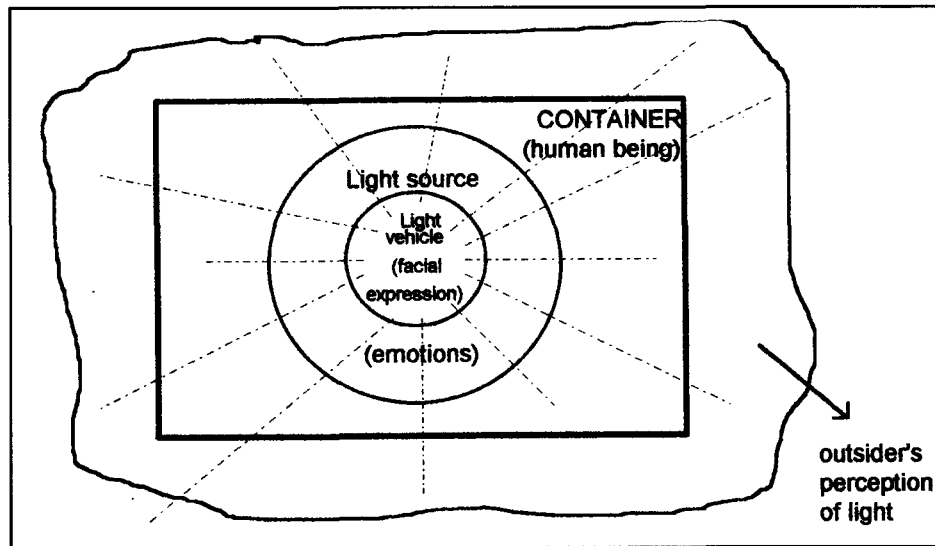 CONTAINER
(human being)
Light source
Light
vehicle
(facial
expression)
(emotions)
outsider's
perception
of light